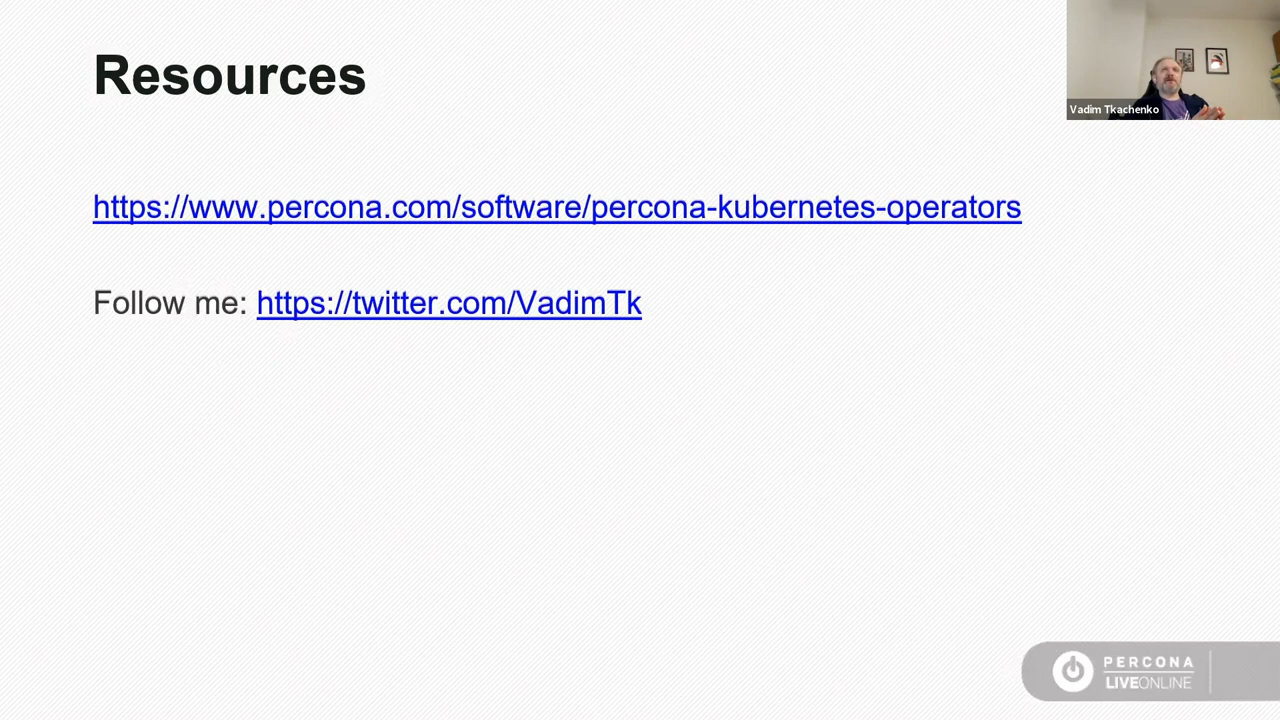 Resources
Vadim Tkachenko
https://www.percona.com/software/percona-kubernetes-operators
Follow me: https://twitter.com/VadimTk
PERCONA
LIVEONLINE